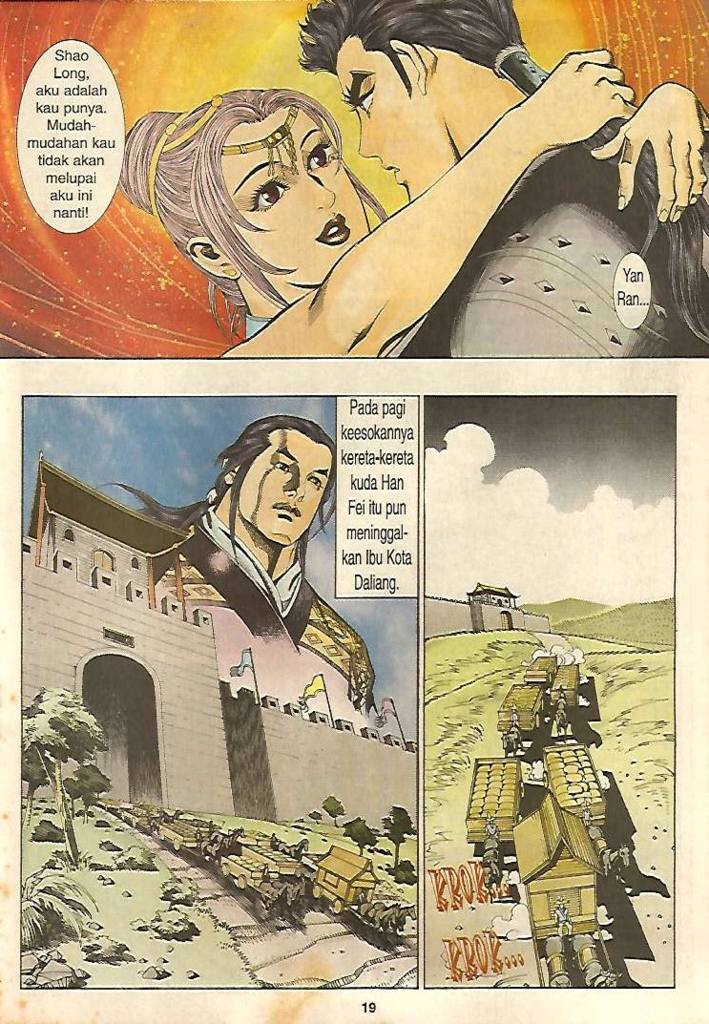 Shao
Long,
aku adalah
kau punya.
Mudah-
mudahan kau
tidak akan
melupai
aku ini
nanti!
Yan
Ran...
Pada pagi
keesokannya
kereta-kereta
kuda Han
Fei itu pun
meninggal-
kan Ibu Kota
Daliang.
KROK...
KROK...
19